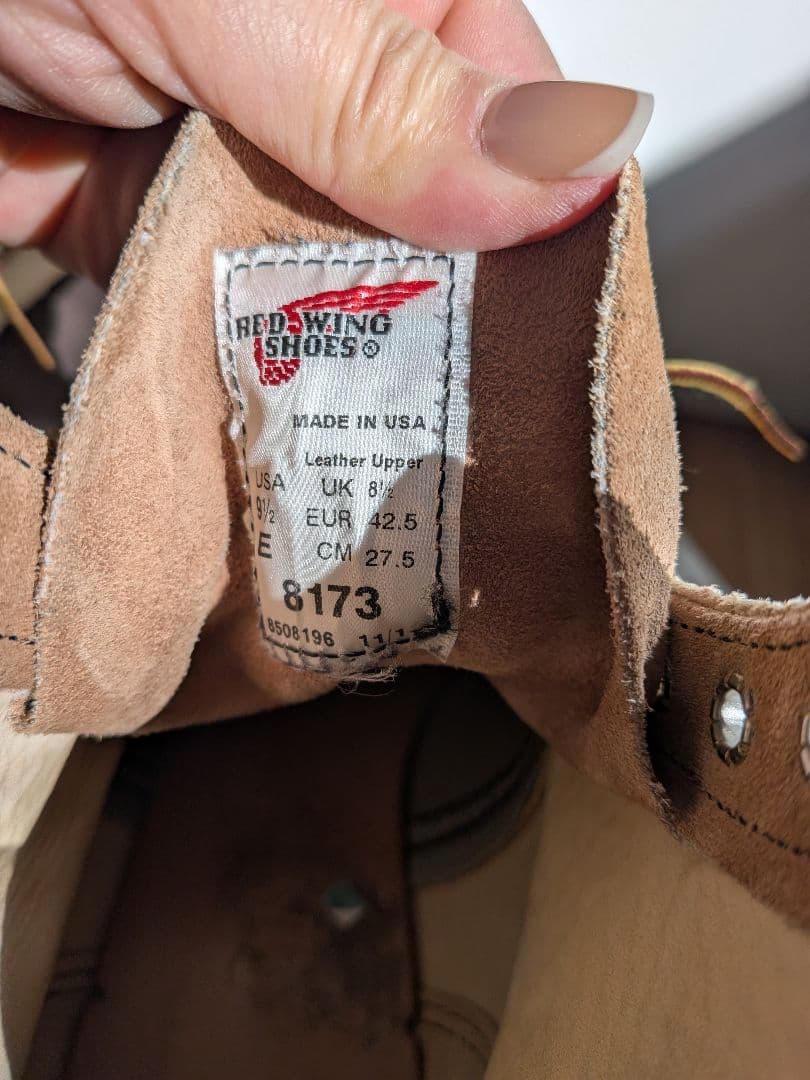 RED WING
SHOES®
MADE IN USA
Leather Upper
USA UK 8½
9½ EUR 42.5
E CM 27.5
8173
8508196 11/1